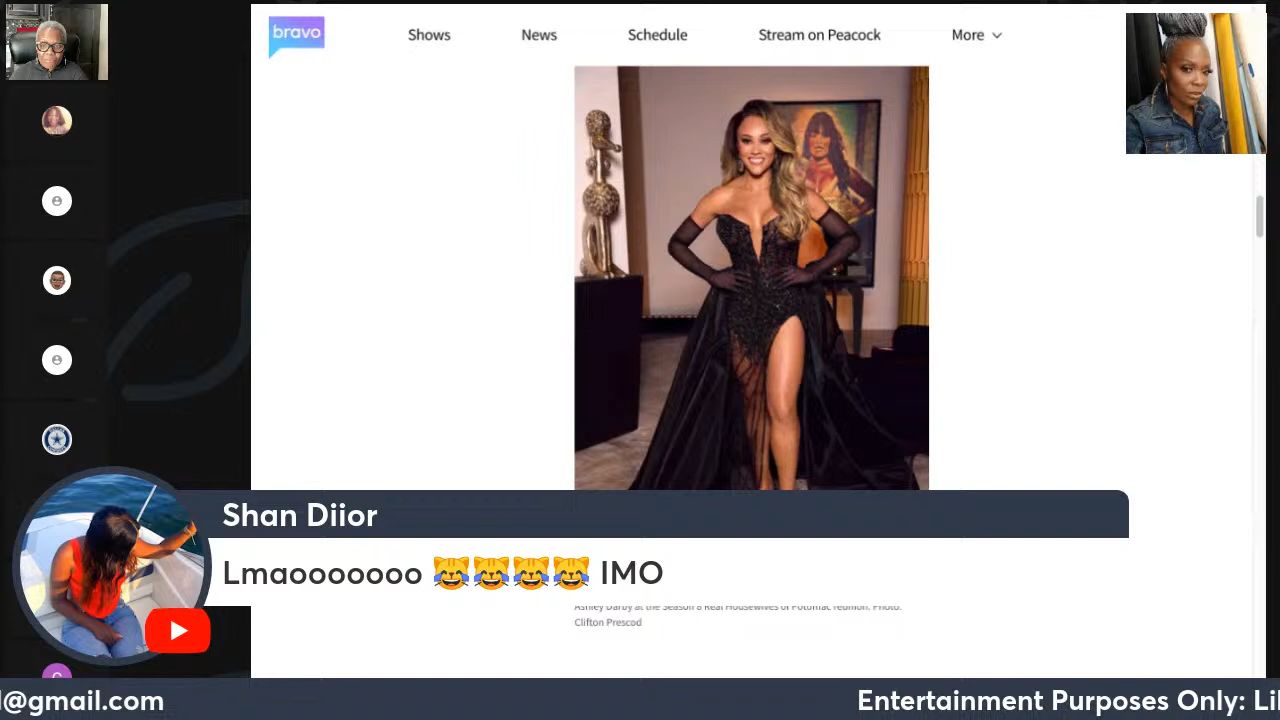 bravo
Shows
News
Schedule
Stream on Peacock
More
Shan Diior
Lmaooooooo 😹😹😹😹 IMO
Ashley Darby at the Season 8 Real Housewives of Potomac reunion. Photo:
Clifton Prescod
l@gmail.com
Entertainment Purposes Only: Li